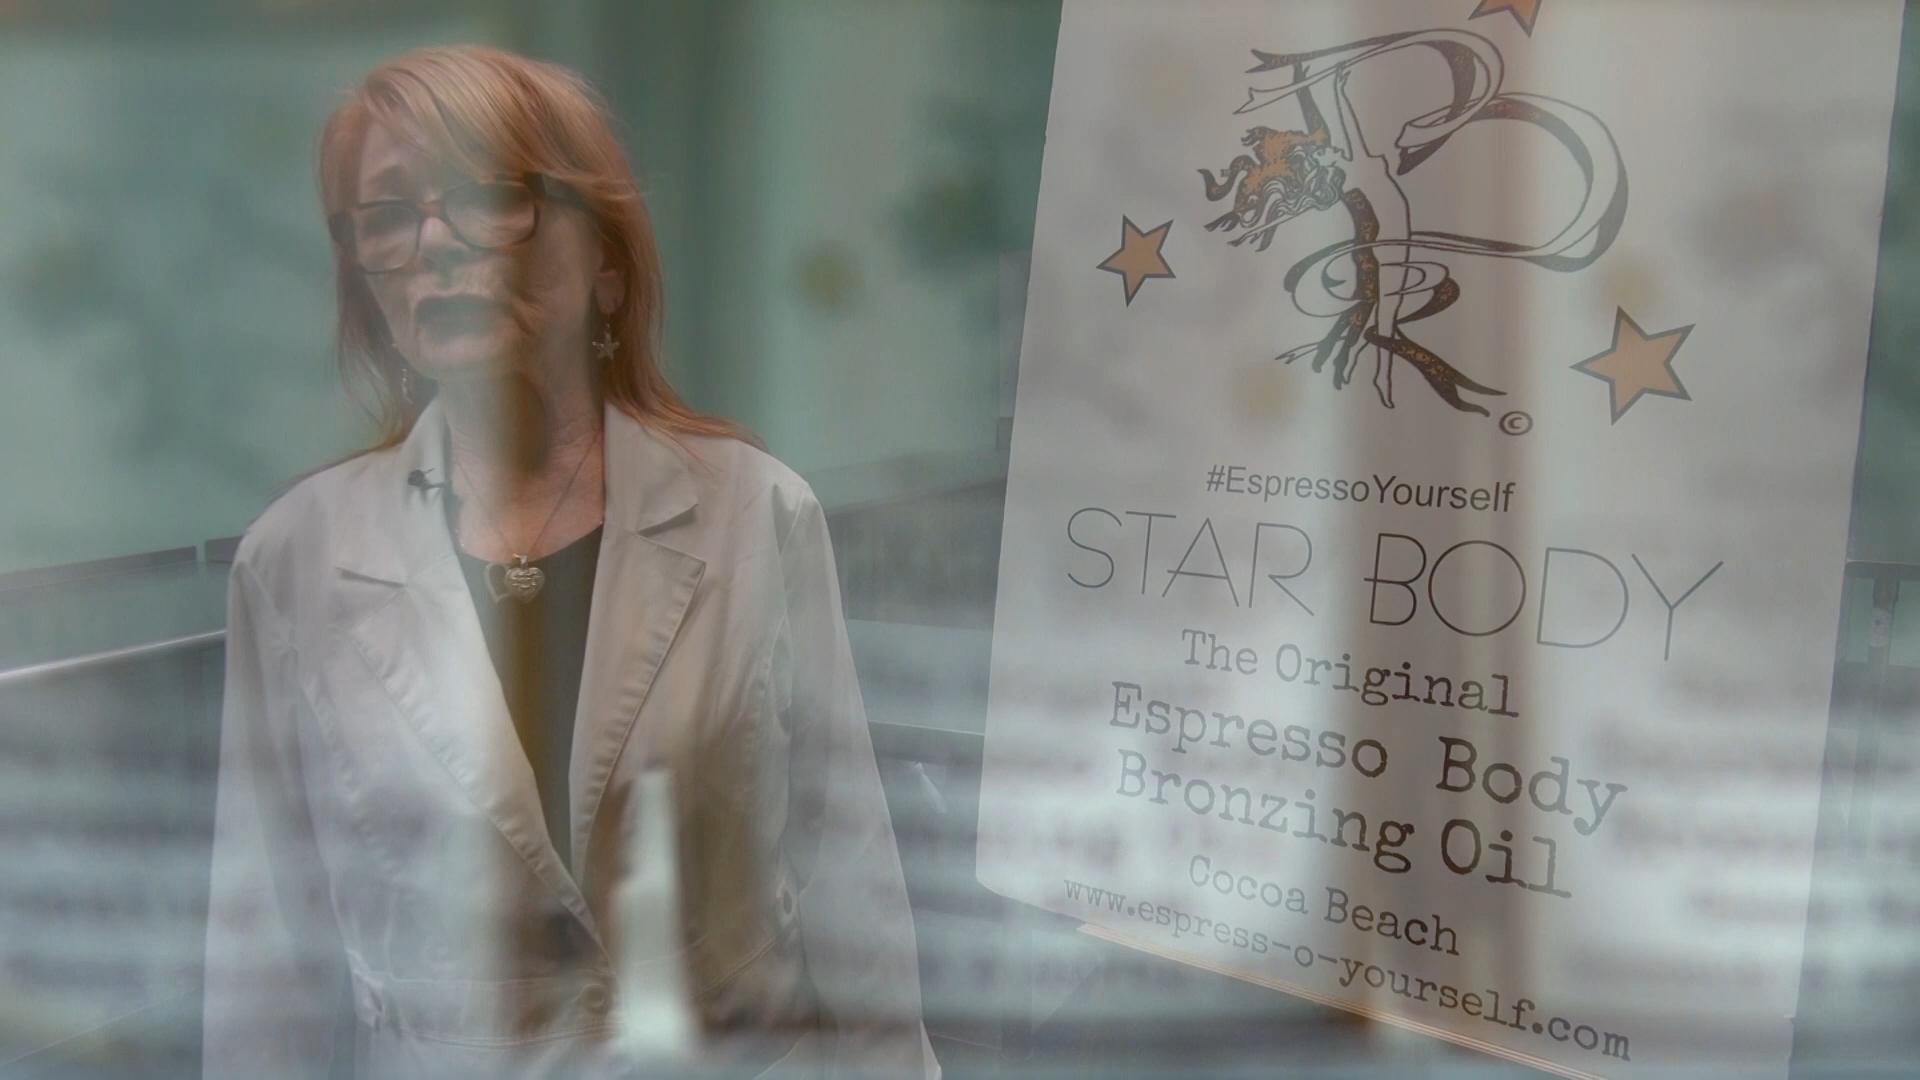 ©
#EspressoYourself
STAR BODY
The Original
Espresso Body
Bronzing Oil
Cocoa Beach
www.espress-o-yourself.com